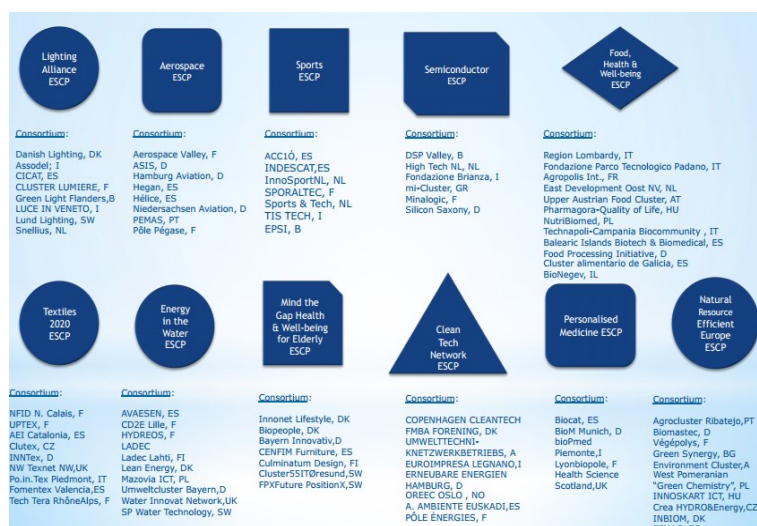 Lighting
Alliance
ESCP
Aerospace
ESCP
Sports
ESCP
Semiconductor
ESCP
Food,
Health &
Well-being
ESCP
Consortium:
Danish Lighting, DK
Assodel; I
CICAT, ES
CLUSTER LUMIERE, F
Green Light Flanders,B
LUCE IN VENETO, I
Lund Lighting, SW
Snellius, NL
Consortium:
Aerospace Valley, F
ASIS, D
Hamburg Aviation, D
Hegan, ES
Hélice, ES
Niedersachsen Aviation, D
PEMAS, PT
Pôle Pégase, F
Consortium:
ACC1Ó, ES
INDESCAT,ES
InnoSportNL, NL
SPORALTEC, F
Sports & Tech, NL
TIS TECH, I
EPSI, B
Consortium:
DSP Valley, B
High Tech NL, NL
Fondazione Brianza, I
mi-Cluster, GR
Minalogic, F
Silicon Saxony, D
Consortium:
Region Lombardy, IT
Fondazione Parco Tecnologico Padano, IT
Agropolis Int., FR
East Development Oost NV, NL
Upper Austrian Food Cluster, AT
Pharmagora-Quality of Life, HU
NutriBiomed, PL
Technapoli-Campania Biocommunity , IT
Balearic Islands Biotech & Biomedical, ES
Food Processing Initiative, D
Cluster alimentario de Galicia, ES
BioNegev, IL
Textiles
2020
ESCP
Energy
in the
Water
ESCP
Mind the
Gap Health
& Well-being
for Elderly
ESCP
Clean
Tech
Network
ESCP
Personalised
Medicine ESCP
Natural
Resource
Efficient
Europe
ESCP
Consortium:
NFID N. Calais, F
UPTEX, F
AEI Catalonia, ES
Clutex, CZ
INNTex, D
NW Texnet NW,UK
Po.in.Tex Piedmont, IT
Fomentex Valencia,ES
Tech Tera RhôneAlps, F
Consortium:
AVAESEN, ES
CD2E Lille, F
HYDREOS, F
LADEC
Ladec Lahti, FI
Lean Energy, DK
Mazovia ICT, PL
Umweltcluster Bayern,D
Water Innovat Network,UK
SP Water Technology, SW
Consortium:
Innonet Lifestyle, DK
Biopeople, DK
Bayern Innovativ,D
CENFIM Furniture, ES
Culminatum Design, FI
Cluster55ITØresund,SW
FPXFuture PositionX,SW
Consortium:
COPENHAGEN CLEANTECH
FMBA FORENING, DK
UMWELTTECHNI-
KNETZWERKBETRIEBS, A
EUROIMPRESA LEGNANO,I
ERNEUBARE ENERGIEN
HAMBURG, D
OREEC OSLO , NO
A. AMBIENTE EUSKADI,ES
PÔLE ÉNERGIES, F
Consortium:
Biocat, ES
BioM Munich, D
bioPmed
Piemonte,I
Lyonbiopole, F
Health Science
Scotland,UK
Consortium:
Agrocluster Ribatejo,PT
Biomastec, D
Végépolys, F
Green Synergy, BG
Environment Cluster,A
West Pomeranian
"Green Chemistry", PL
INNOSKART ICT, HU
Crea HYDRO&Energy,CZ
INBIOM, DK